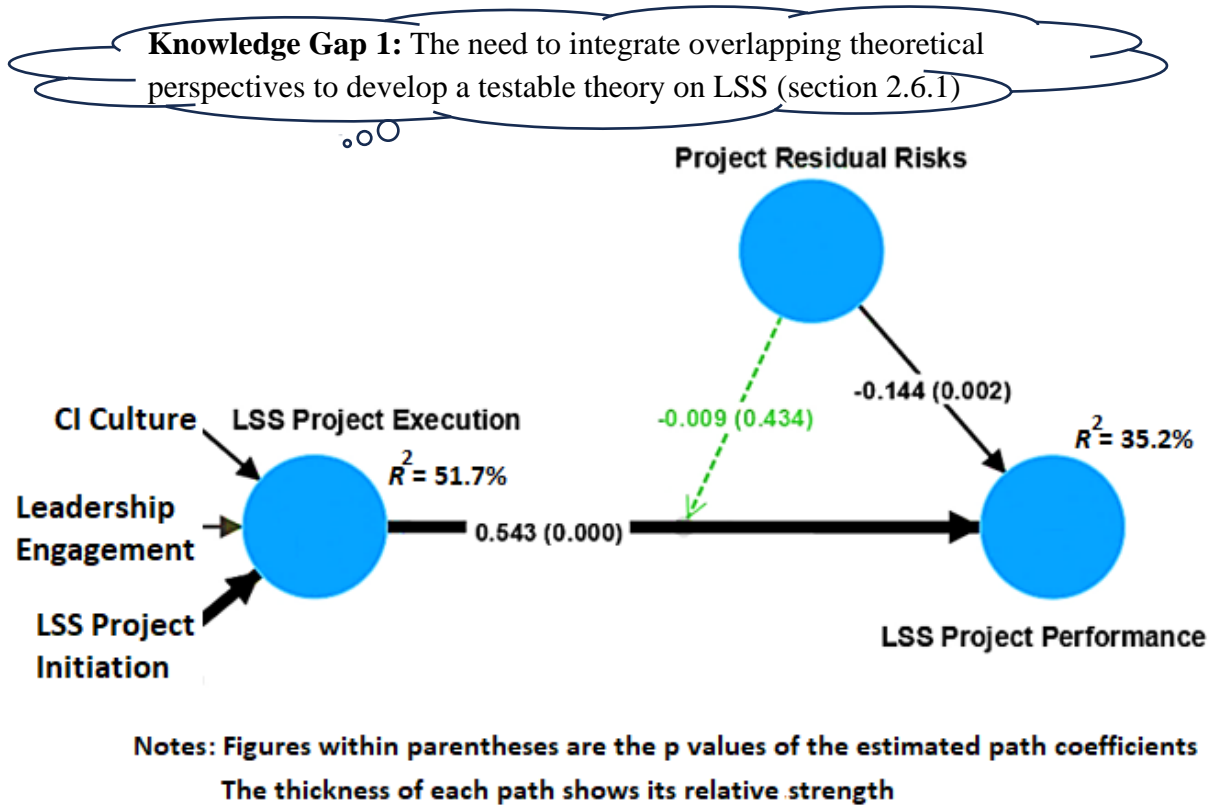 Knowledge Gap 1: The need to integrate overlapping theoretical
perspectives to develop a testable theory on LSS (section 2.6.1)
Project Residual Risks
-0.144 (0.002)
-0.009 (0.434)
CI Culture
LSS Project Execution
R²= 35.2%
R²= 51.7%
Leadership
Engagement
0.543 (0.000)
LSS Project
Initiation
LSS Project Performance
Notes: Figures within parentheses are the p values of the estimated path coefficients
The thickness of each path shows its relative strength